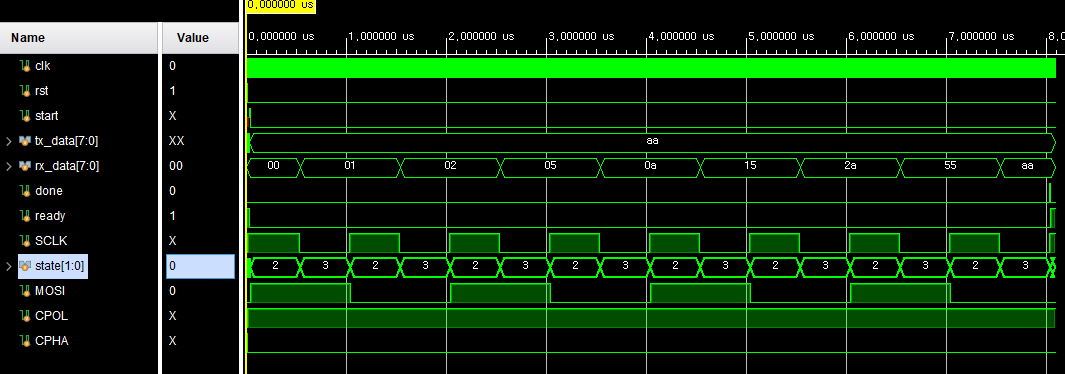 0,000000 us
Name Value
0,000000 us 1,000000 us 2,000000 us 3,000000 us 4,000000 us 5,000000 us 6,000000 us 7,000000 us 8,0
clk 0
rst 1
start X
tx_data[7:0] XX aa
rx_data[7:0] 00 00 01 02 05 0a 15 2a 55 aa
done 0
ready 1
SCLK X
state[1:0] 0 2 3 2 3 2 3 2 3 2 3 2 3 2 3 2 3
MOSI 0
CPOL X
CPHA X